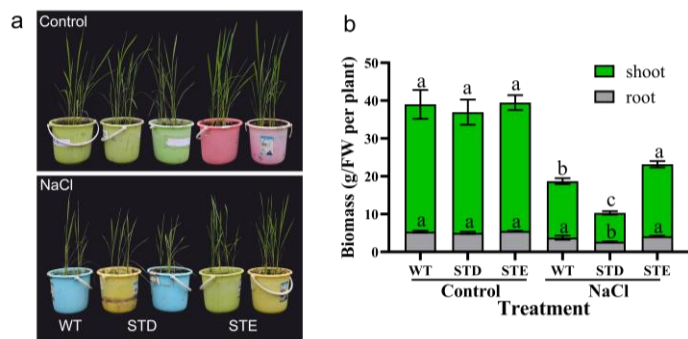 a
Control
NaCl
WT STD STE
b
Biomass (g/FW per plant)
50
40
30
20
10
0
shoot
root
a a a b c a
a a a a b a
WT STD STE WT STD STE
Control NaCl
Treatment